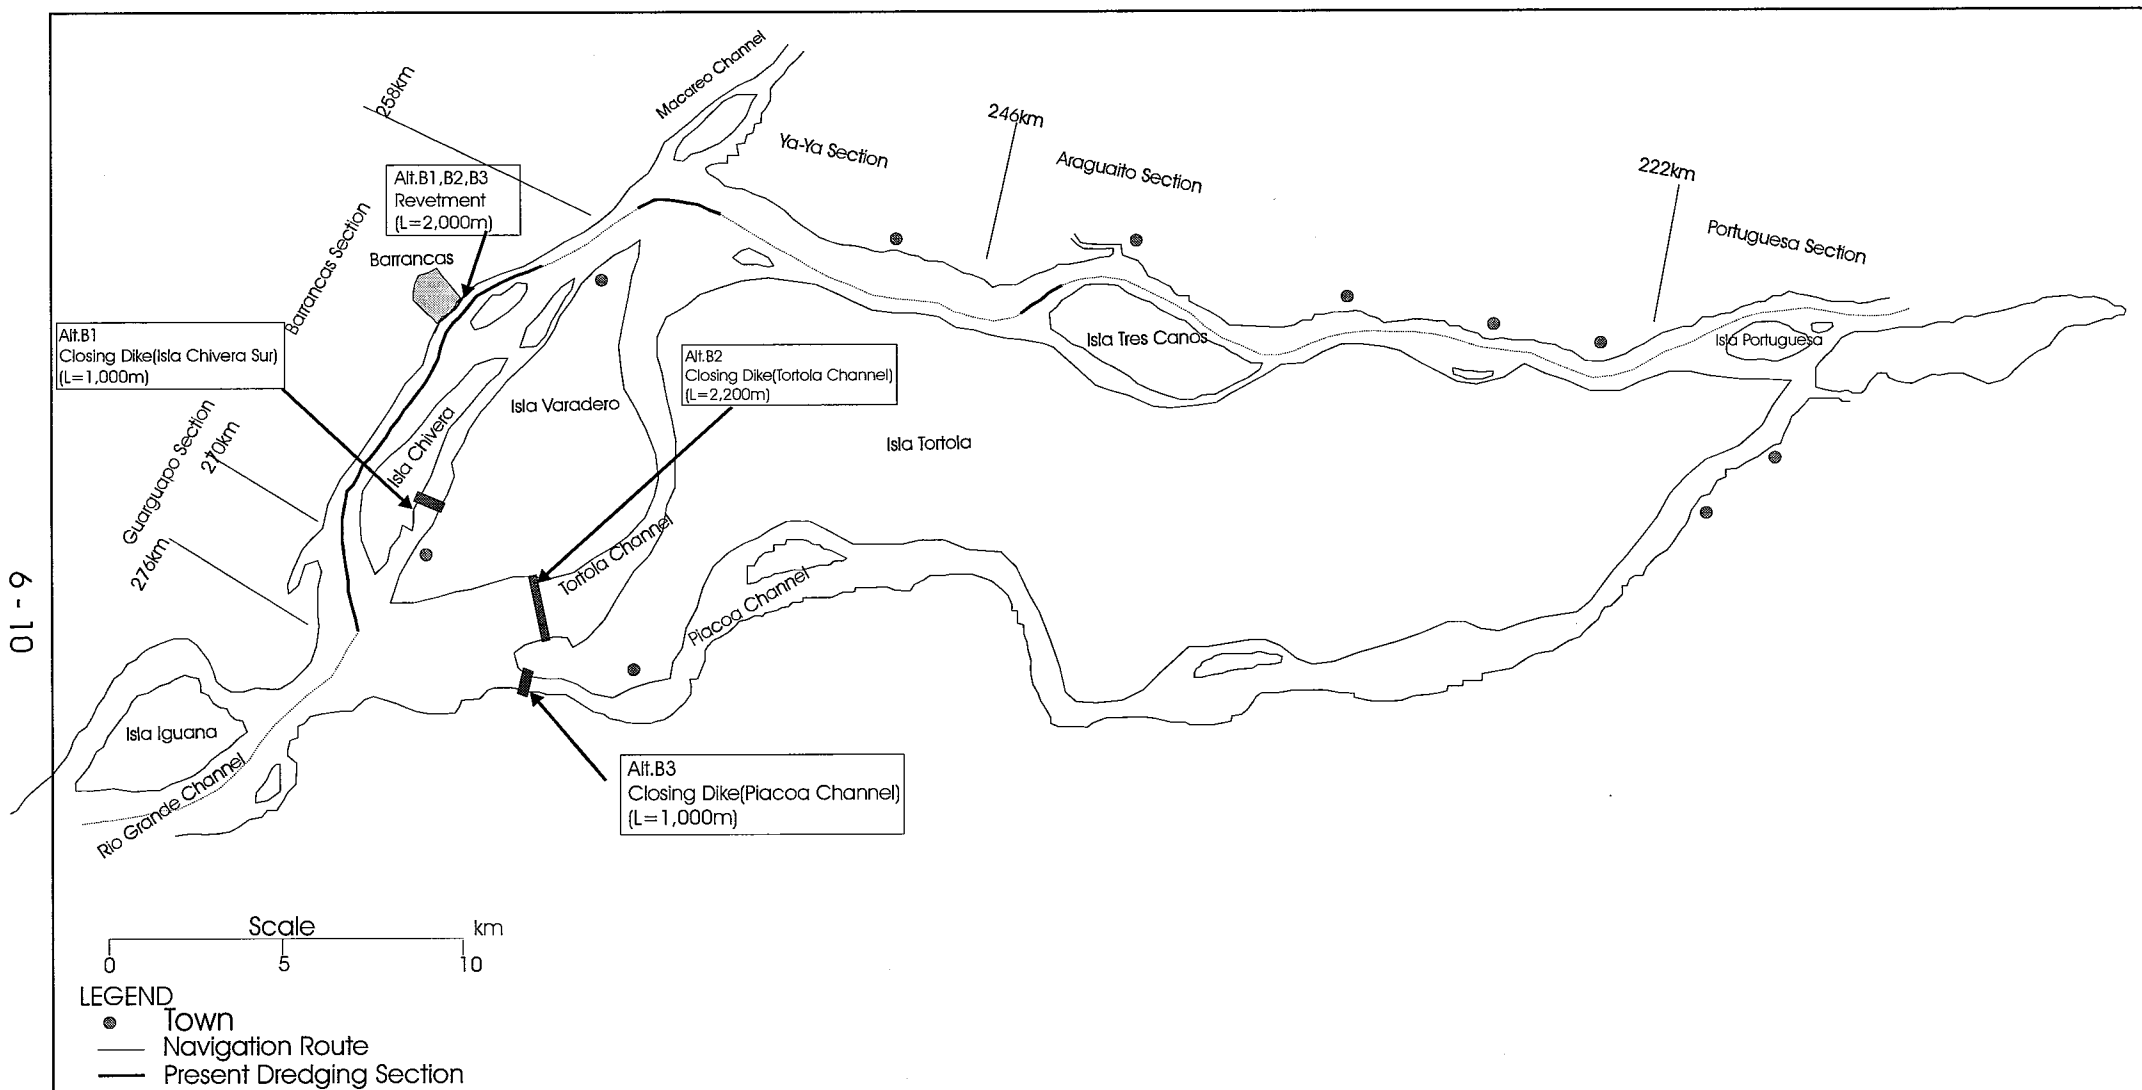 Macareo Channel
258km
246km
Ya-Ya Section
Araguaito Section
222km
Portuguesa Section
Alt.B1,B2,B3
Revetment
(L=2,000m)
Barrancas Section
Barrancas
Alt.B1
Closing Dike(Isla Chivera Sur)
(L=1,000m)
Alt.B2
Closing Dike(Tortola Channel)
(L=2,200m)
Isla Tres Canos
Isla Portuguesa
Isla Varadero
Isla Chivera
Isla Tortola
Guarguapo Section
270km
276km
Tortola Channel
Piacoa Channel
6-10
Isla Iguana
Rio Grande Channel
Alt.B3
Closing Dike(Piacoa Channel)
(L=1,000m)
Scale km
0 5 10
LEGEND
Town
Navigation Route
Present Dredging Section